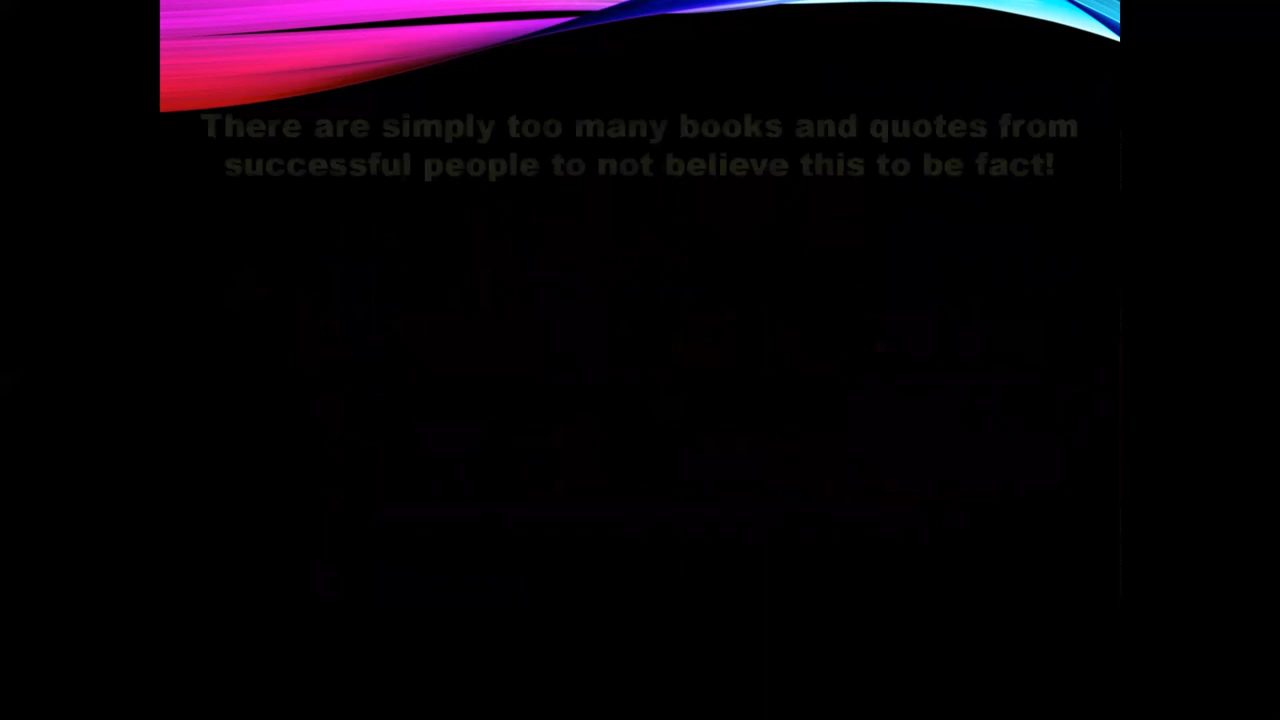 There are simply too many books and quotes from
successful people to not believe this to be fact!